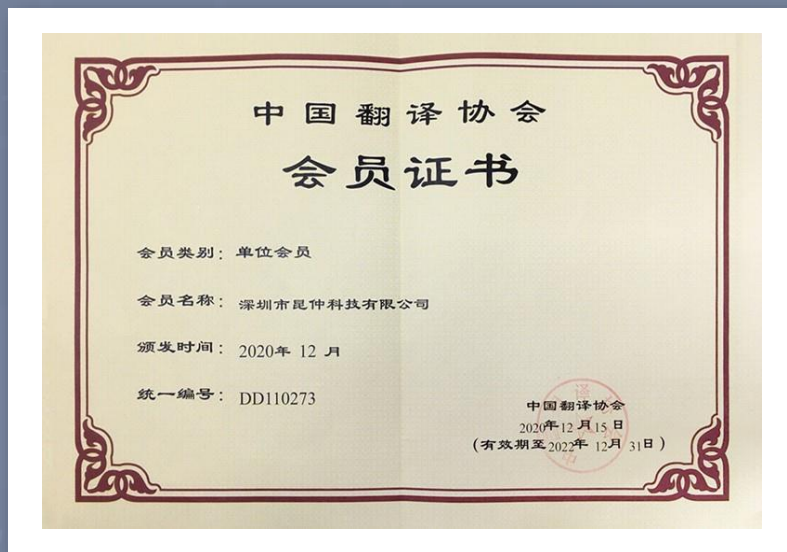 中国翻译协会
会员证书
会员类别：单位会员
会员名称：深圳市昆仲科技有限公司
颁发时间：2020年 12 月
统一编号：DD110273
中国翻译协会
2020年12 月15 日
（有效期至2022年 12月 31日）